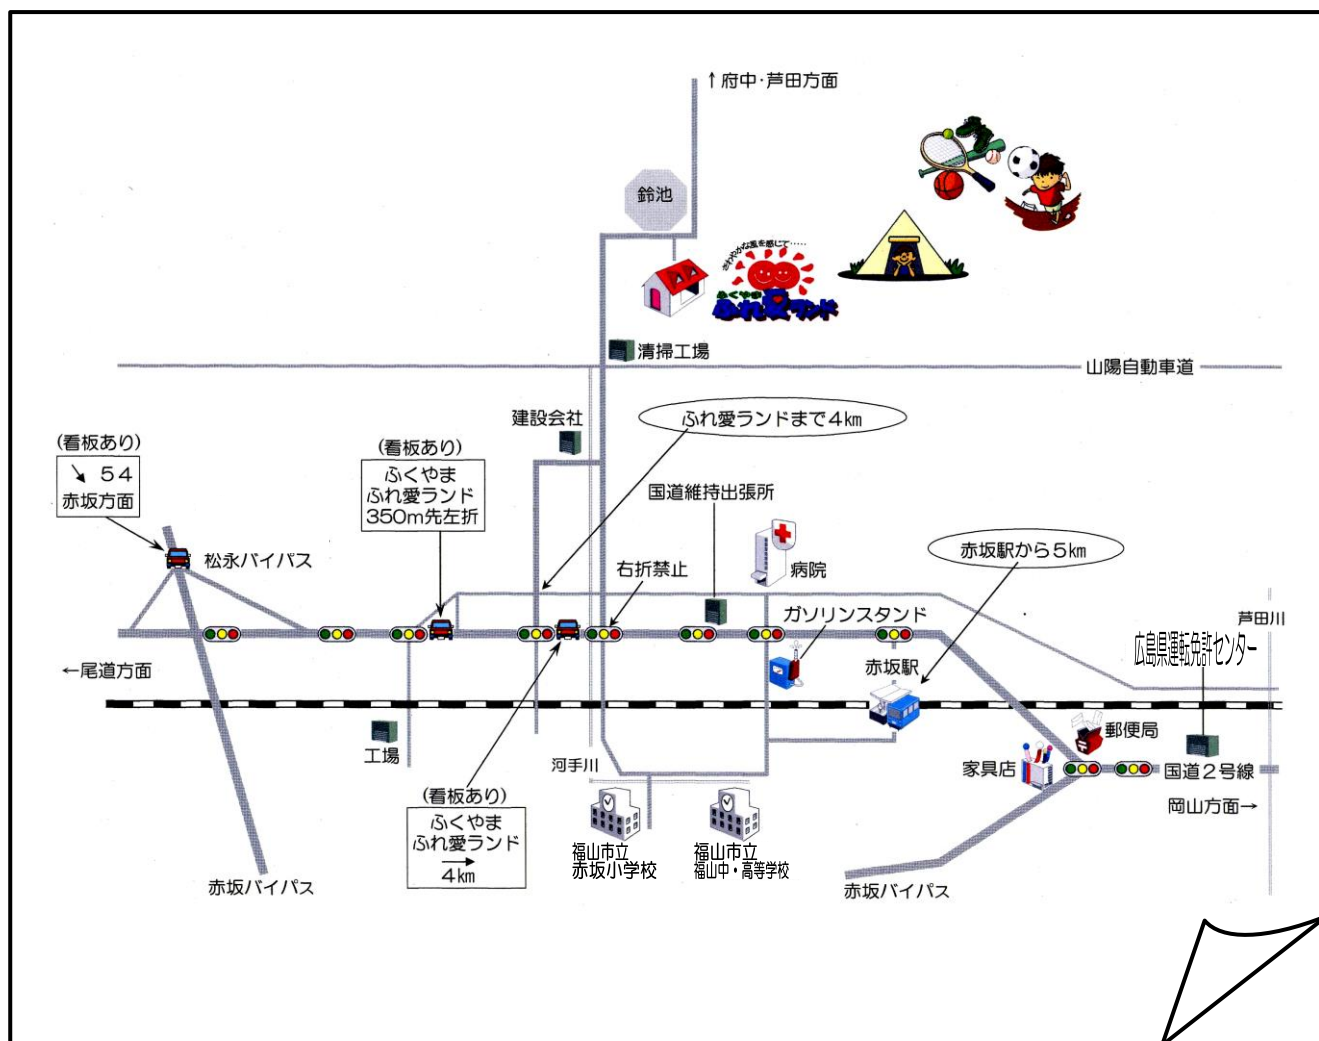 ↑府中・芦田方面
鈴池
さわやかな風を感じて……
ふくやま
ふれ愛ランド
清掃工場
山陽自動車道
ふれ愛ランドまで4km
建設会社
(看板あり)
↘ 54
赤坂方面
(看板あり)
ふくやま
ふれ愛ランド
350m先左折
国道維持出張所
赤坂駅から5km
松永バイパス
右折禁止
病院
ガソリンスタンド
芦田川
広島県運転免許センター
←尾道方面
赤坂駅
郵便局
工場
河手川
家具店
国道2号線
岡山方面→
(看板あり)
ふくやま
ふれ愛ランド
→
4km
福山市立
赤坂小学校
福山市立
福山中・高等学校
赤坂バイパス
赤坂バイパス